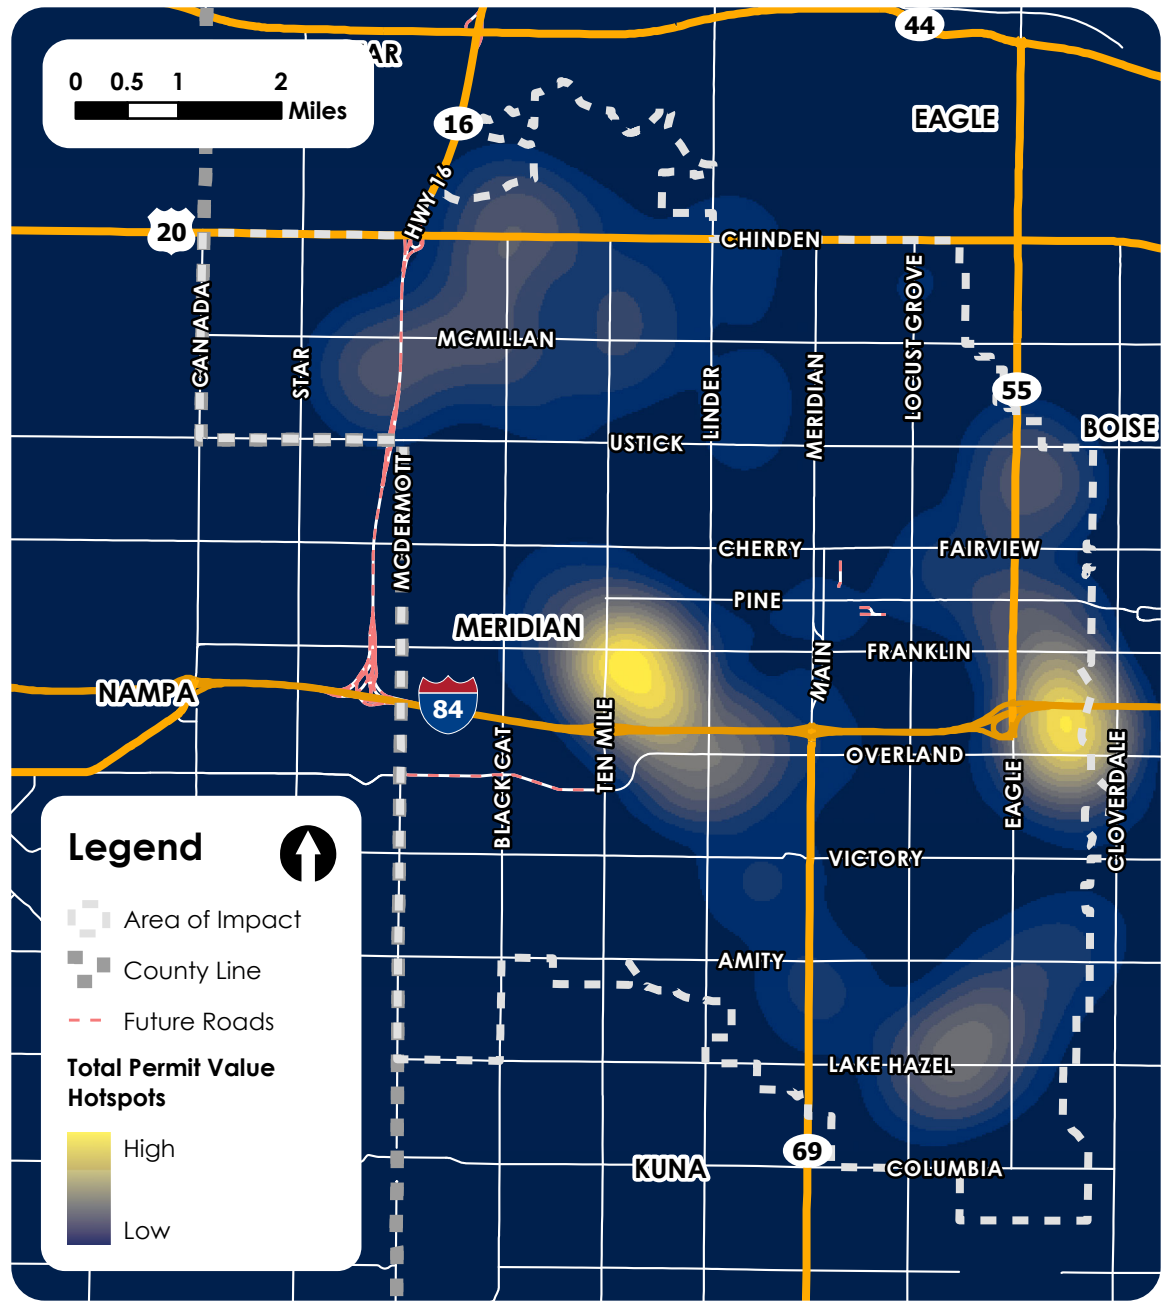 44
AR
0 0.5 1 2
Miles
EAGLE
16
HWY 16
20
CHINDEN
CANADA
LOCUST GROVE
MCMILLAN
STAR
LINDER
MERIDIAN
55
BOISE
USTICK
MCDERMOTT
CHERRY
FAIRVIEW
PINE
MERIDIAN
MAIN
FRANKLIN
NAMPA
84
BLACK CAT
TEN MILE
OVERLAND
EAGLE
CLOVERDALE
VICTORY
AMITY
LAKE HAZEL
69
KUNA
COLUMBIA
Legend
Area of Impact
County Line
Future Roads
Total Permit Value
Hotspots
High
Low